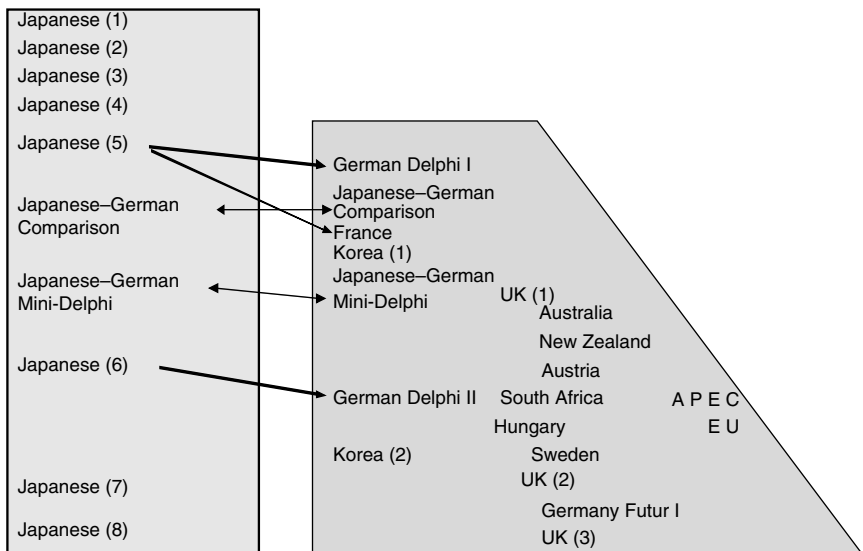 Japanese (1)
Japanese (2)
Japanese (3)
Japanese (4)
Japanese (5)
Japanese–German
Comparison
Japanese–German
Mini-Delphi
Japanese (6)
Japanese (7)
Japanese (8)
German Delphi I
Japanese–German
Comparison
France
Korea (1)
Japanese–German
Mini-Delphi
German Delphi II
Korea (2)
UK (1)
Australia
New Zealand
Austria
South Africa
Hungary
Sweden
UK (2)
Germany Futur I
UK (3)
A P E C
E U